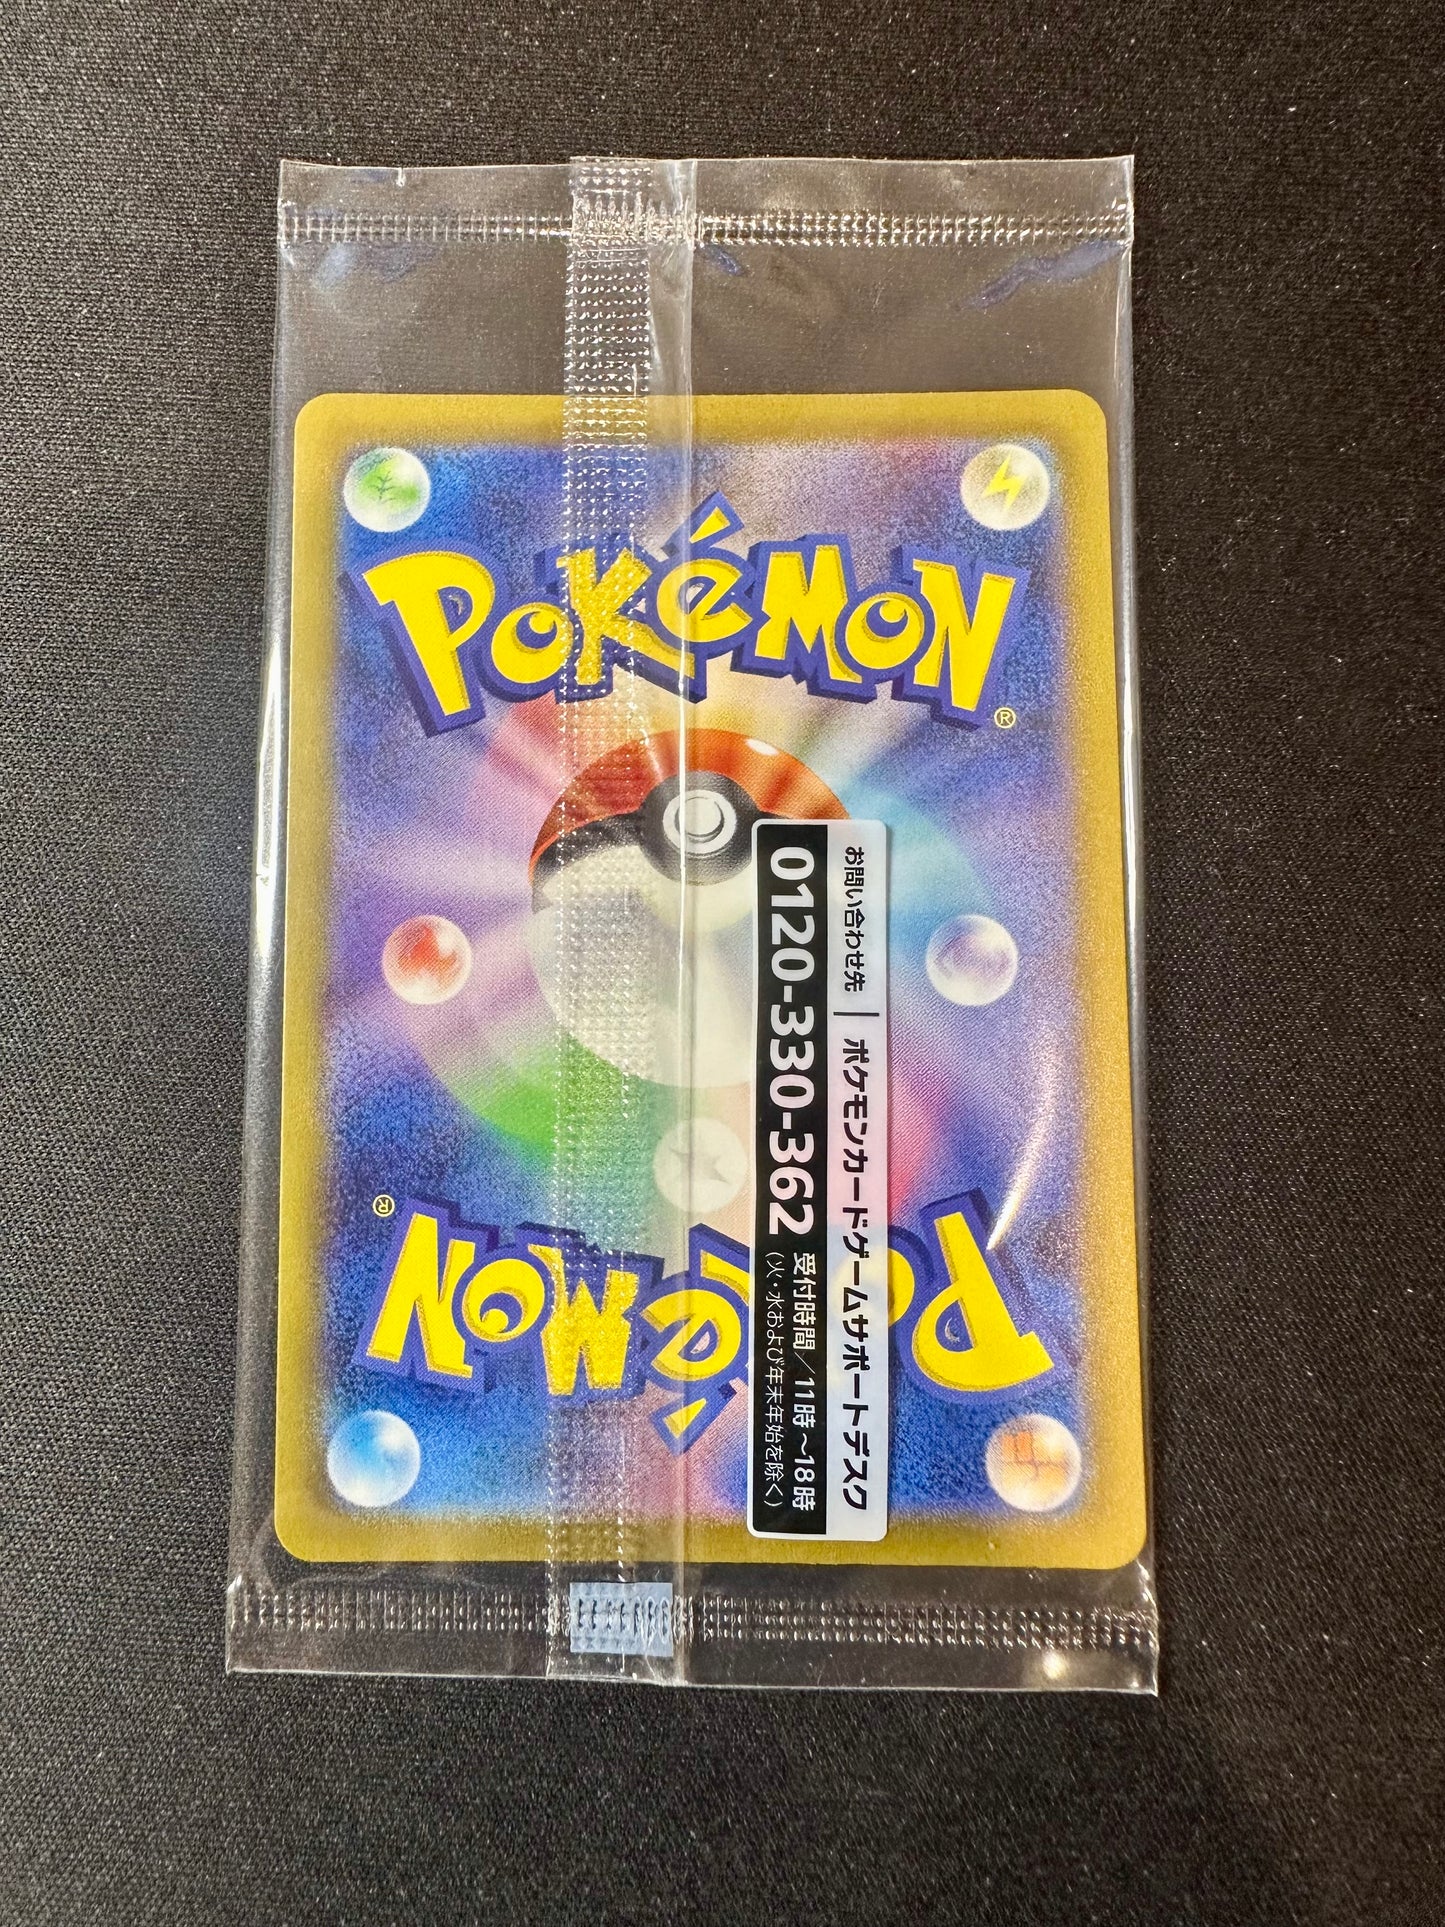 POKÉMON
®
お問い合わせ先 | ポケモンカードゲームサポートデスク
0120-330-362 受付時間/11時~18時
(火・水および年末年始を除く)
POKÉMON
®